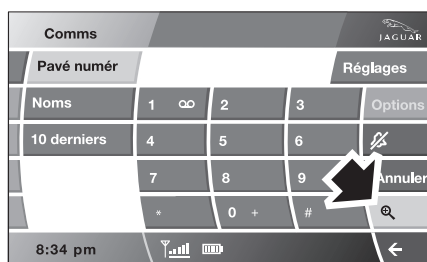 Comms JAGUAR
Pavé numér Réglages
Noms 1 2 3 Options
10 derniers 4 5 6
7 8 9 Annuler
* 0 + #
8:34 pm